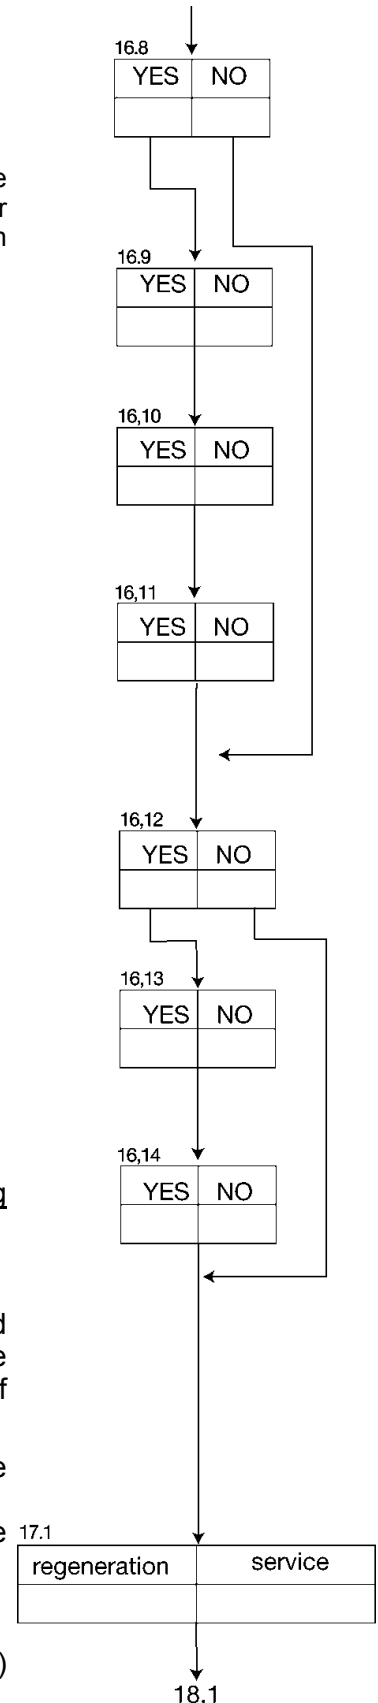 16.8
YES NO
e
r
n
16.9
YES NO
16,10
YES NO
16,11
YES NO
16,12
YES NO
16,13
YES NO
16,14
YES NO
g
d
e
f
e
e
17.1
regeneration service
)
18.1